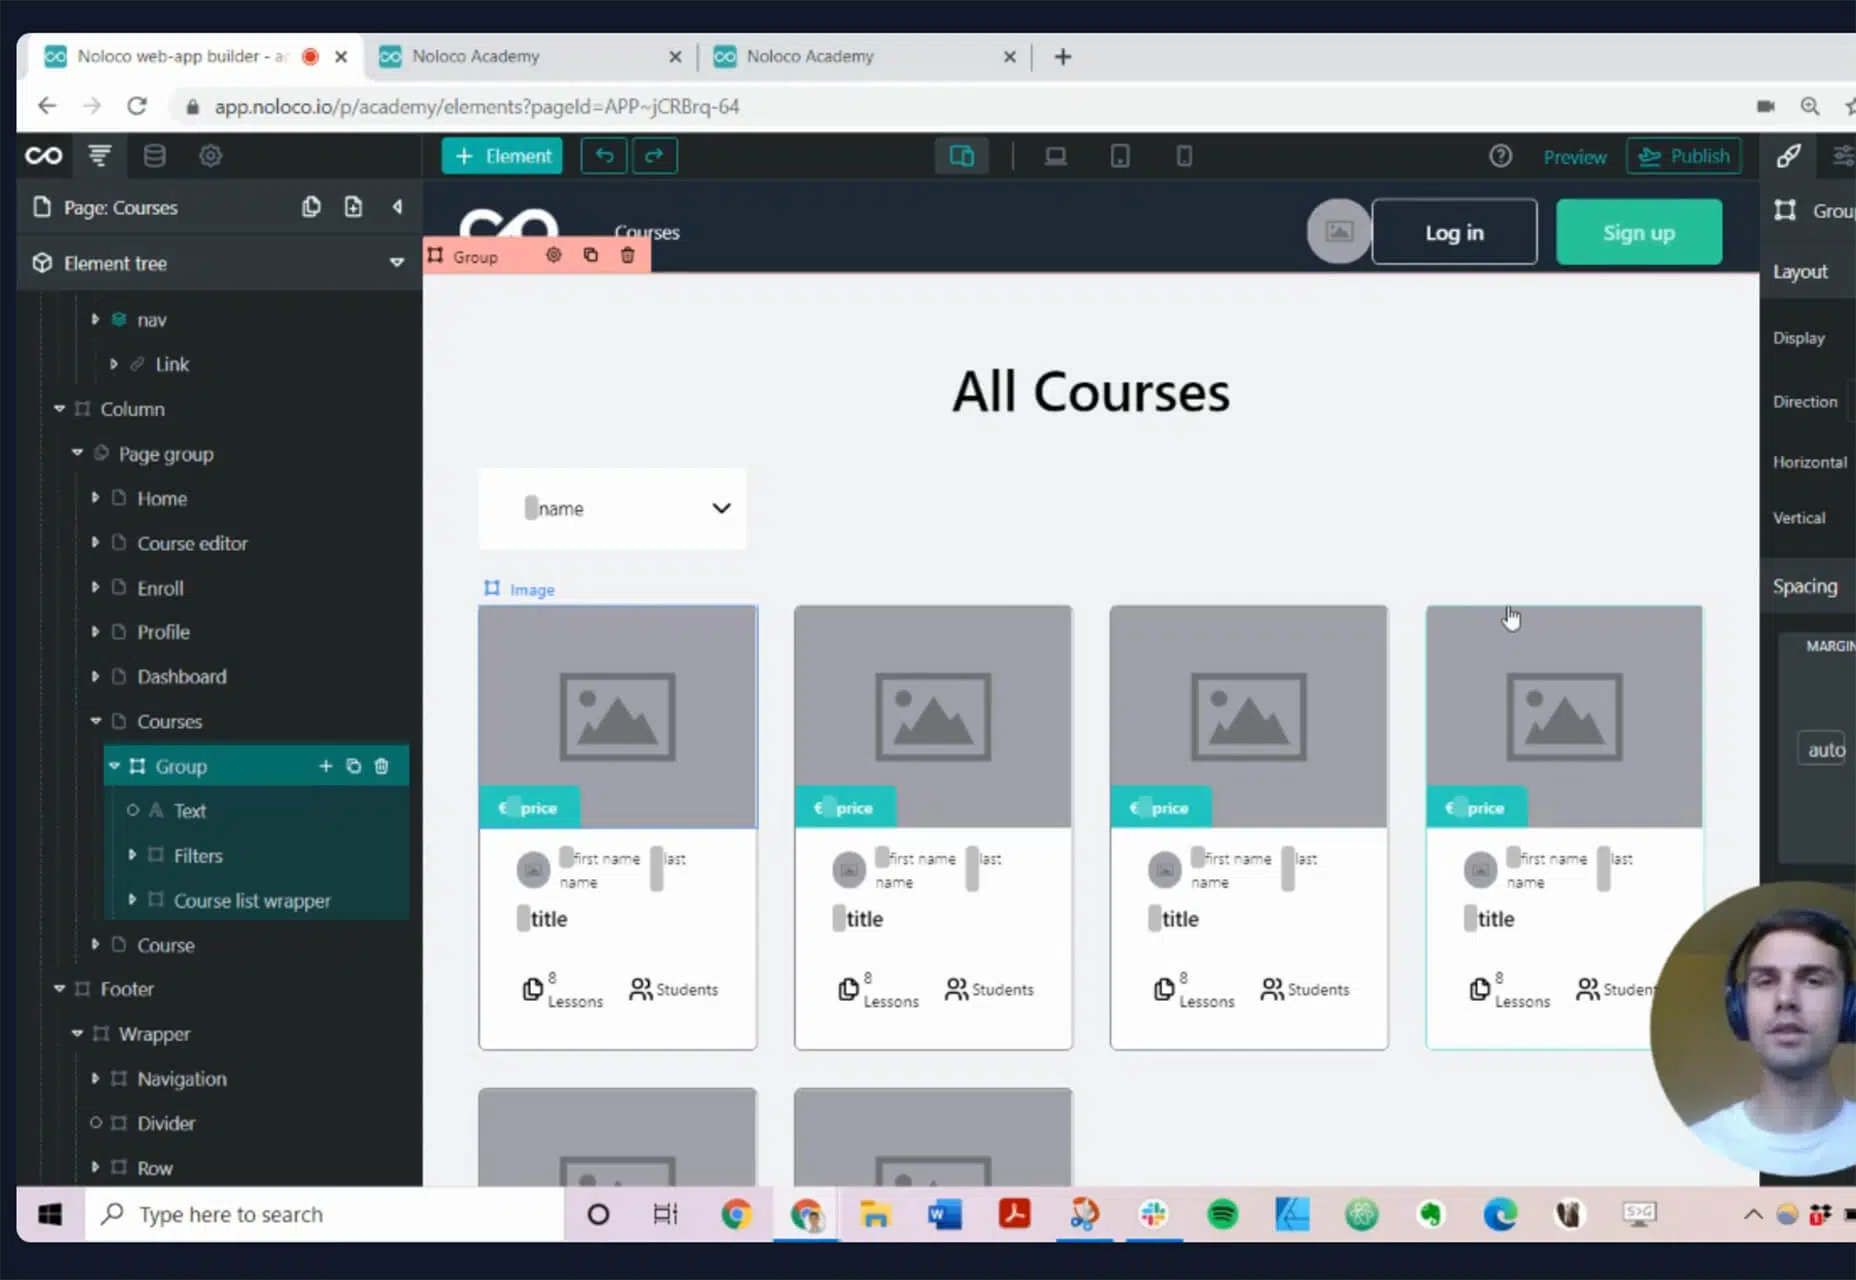 Noloco web-app builder - ac
Noloco Academy
Noloco Academy
app.noloco.io/p/academy/elements?pageId=APP~jCRBrq-64
Element
Preview
Publish
Page: Courses
Element tree
nav
Link
Column
Page group
Home
Course editor
Enroll
Profile
Dashboard
Courses
Group
Text
Filters
Course list wrapper
Course
Footer
Wrapper
Navigation
Divider
Row
Courses
Log in
Sign up
Group
All Courses
name
Image
€ price
first name last
name
title
8
Lessons
Students
€ price
first name last
name
title
8
Lessons
Students
€ price
first name last
name
title
8
Lessons
Students
€ price
first name last
name
title
8
Lessons
Studen
Grou
Layout
Display
Direction
Horizontal
Vertical
Spacing
MARGIN
auto
Type here to search
S>G